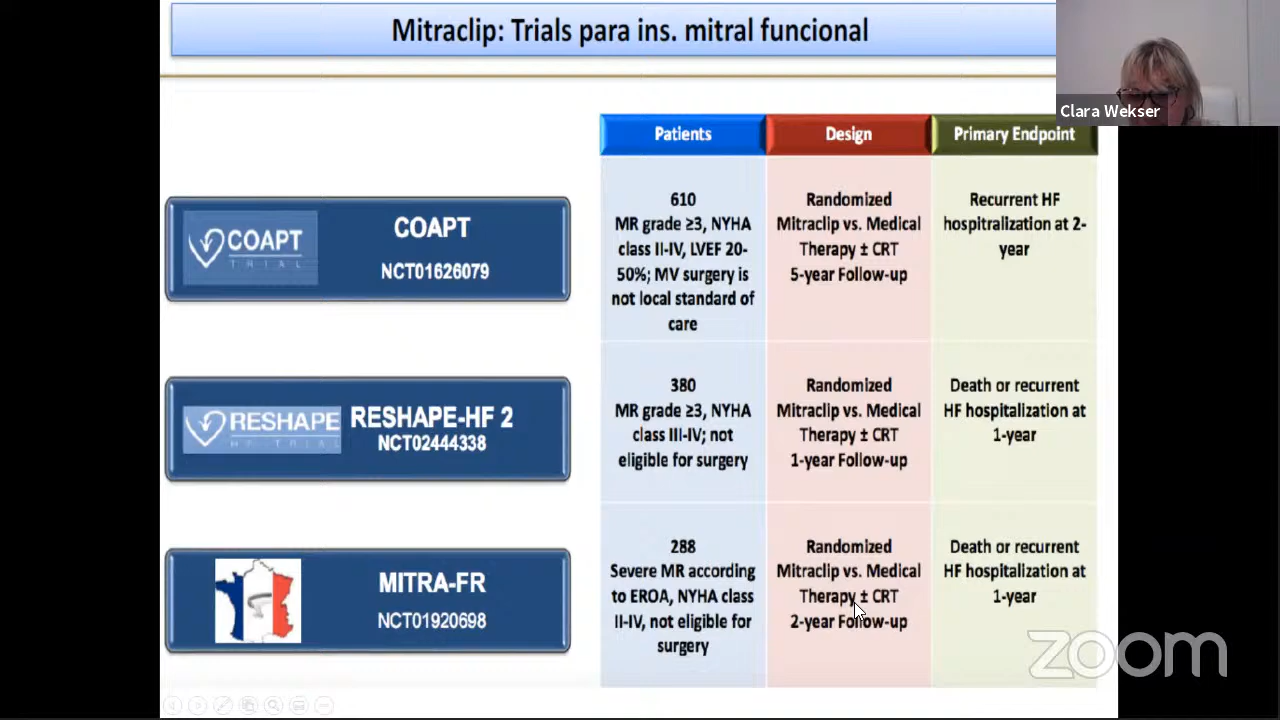 Mitraclip: Trials para ins. mitral funcional
Clara Wekser
Patients
Design
Primary Endpoint
COAPT
TRIAL
COAPT
NCT01626079
610
MR grade ≥3, NYHA
class II-IV, LVEF 20-
50%; MV surgery is
not local standard of
care
Randomized
Mitraclip vs. Medical
Therapy ± CRT
5-year Follow-up
Recurrent HF
hospitralization at 2-
year
RESHAPE
HF TRIAL
RESHAPE-HF 2
NCT02444338
380
MR grade ≥3, NYHA
class III-IV; not
eligible for surgery
Randomized
Mitraclip vs. Medical
Therapy ± CRT
1-year Follow-up
Death or recurrent
HF hospitalization at
1-year
MITRA-FR
NCT01920698
288
Severe MR according
to EROA, NYHA class
II-IV, not eligible for
surgery
Randomized
Mitraclip vs. Medical
Therapy ± CRT
2-year Follow-up
Death or recurrent
HF hospitalization at
1-year
zoom